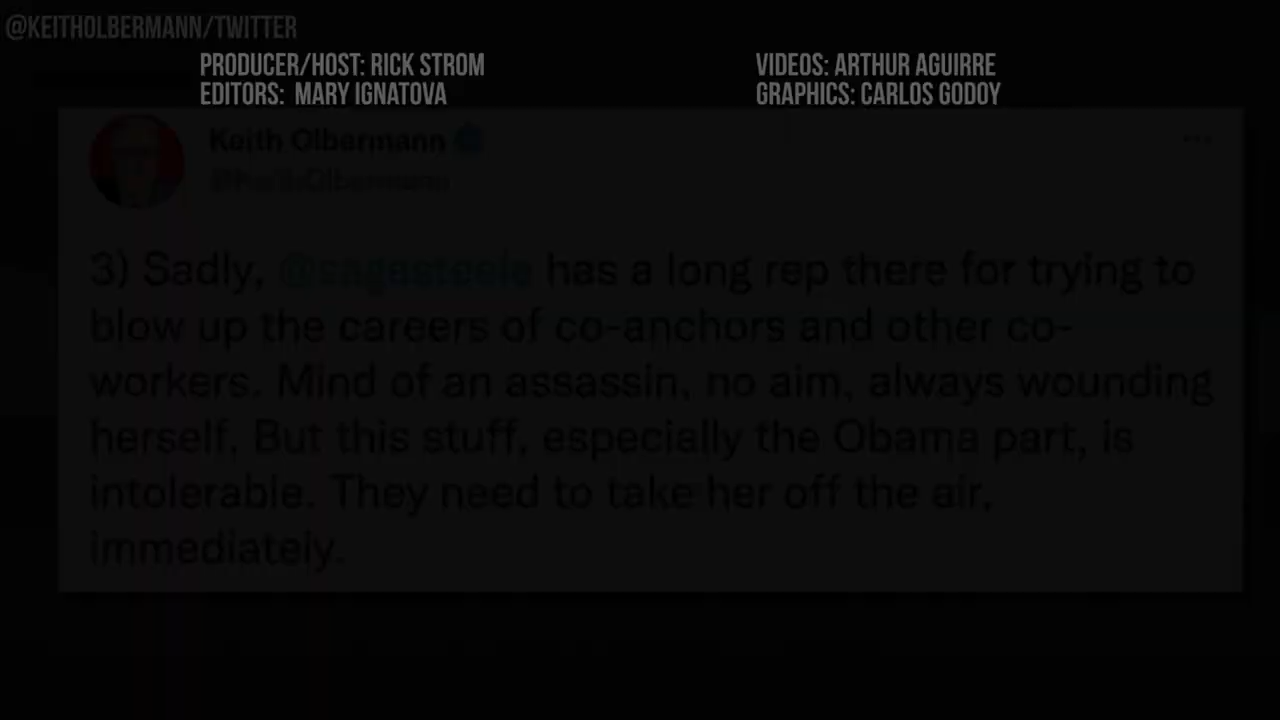 @KEITHOLBERMANN/TWITTER
PRODUCER/HOST: RICK STROM
EDITORS: MARY IGNATOVA
VIDEOS: ARTHUR AGUIRRE
GRAPHICS: CARLOS GODOY
Keith Olbermann
@KeithOlbermann
3) Sadly, @sagesteele has a long rep there for trying to
blow up the careers of co-anchors and other co-
workers. Mind of an assassin, no aim, always wounding
herself. But this stuff, especially the Obama part, is
intolerable. They need to take her off the air,
immediately.